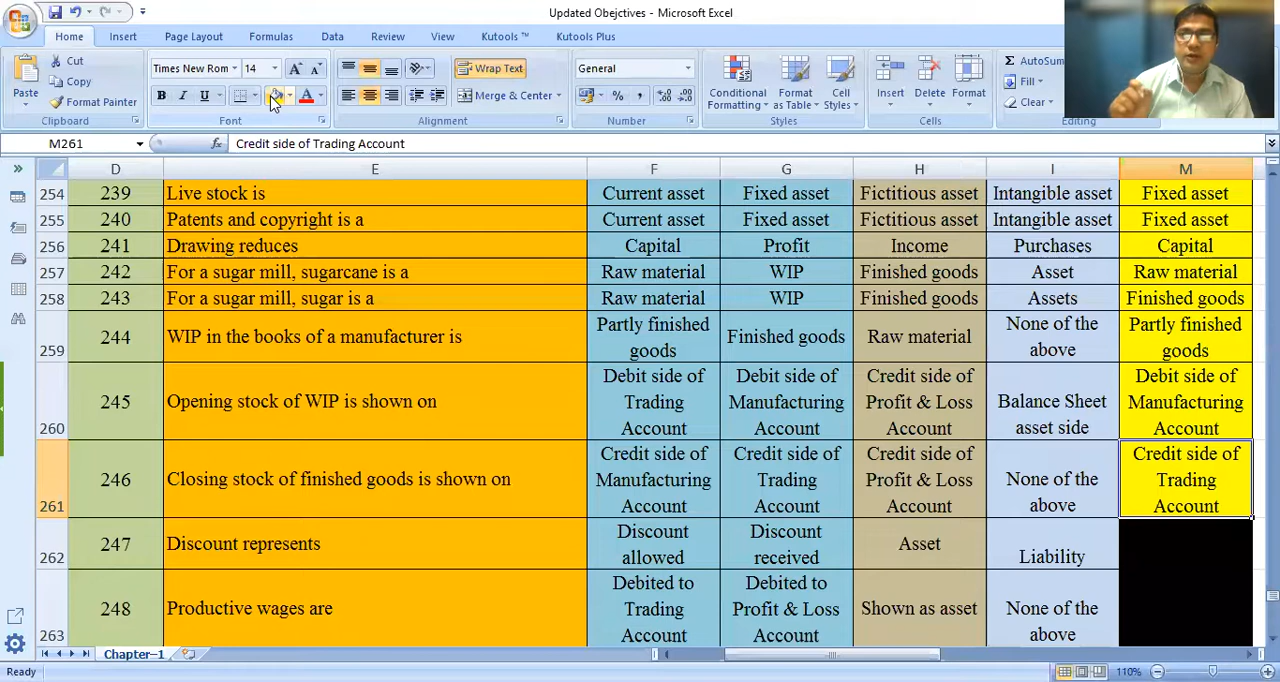 Updated Obejctives - Microsoft Excel
Home Insert Page Layout Formulas Data Review View Kutools™ Kutools Plus
Paste
Cut
Copy
Format Painter
Clipboard
Times New Rom 14
B I U
Font
Wrap Text
Merge & Center
Alignment
General
Number
Conditional Formatting
Format as Table
Cell Styles
Styles
Insert Delete Format
Cells
AutoSum
Fill
Clear
Editing
M261 fx Credit side of Trading Account
D E F G H I M
254 239 Live stock is Current asset Fixed asset Fictitious asset Intangible asset Fixed asset
255 240 Patents and copyright is a Current asset Fixed asset Fictitious asset Intangible asset Fixed asset
256 241 Drawing reduces Capital Profit Income Purchases Capital
257 242 For a sugar mill, sugarcane is a Raw material WIP Finished goods Asset Raw material
258 243 For a sugar mill, sugar is a Raw material WIP Finished goods Assets Finished goods
259 244 WIP in the books of a manufacturer is Partly finished goods Finished goods Raw material None of the above Partly finished goods
260 245 Opening stock of WIP is shown on Debit side of Trading Account Debit side of Manufacturing Account Credit side of Profit & Loss Account Balance Sheet asset side Debit side of Manufacturing Account
261 246 Closing stock of finished goods is shown on Credit side of Manufacturing Account Credit side of Trading Account Credit side of Profit & Loss Account None of the above Credit side of Trading Account
262 247 Discount represents Discount allowed Discount received Asset Liability
263 248 Productive wages are Debited to Trading Account Debited to Profit & Loss Account Shown as asset None of the above
Chapter–1
Ready 110%